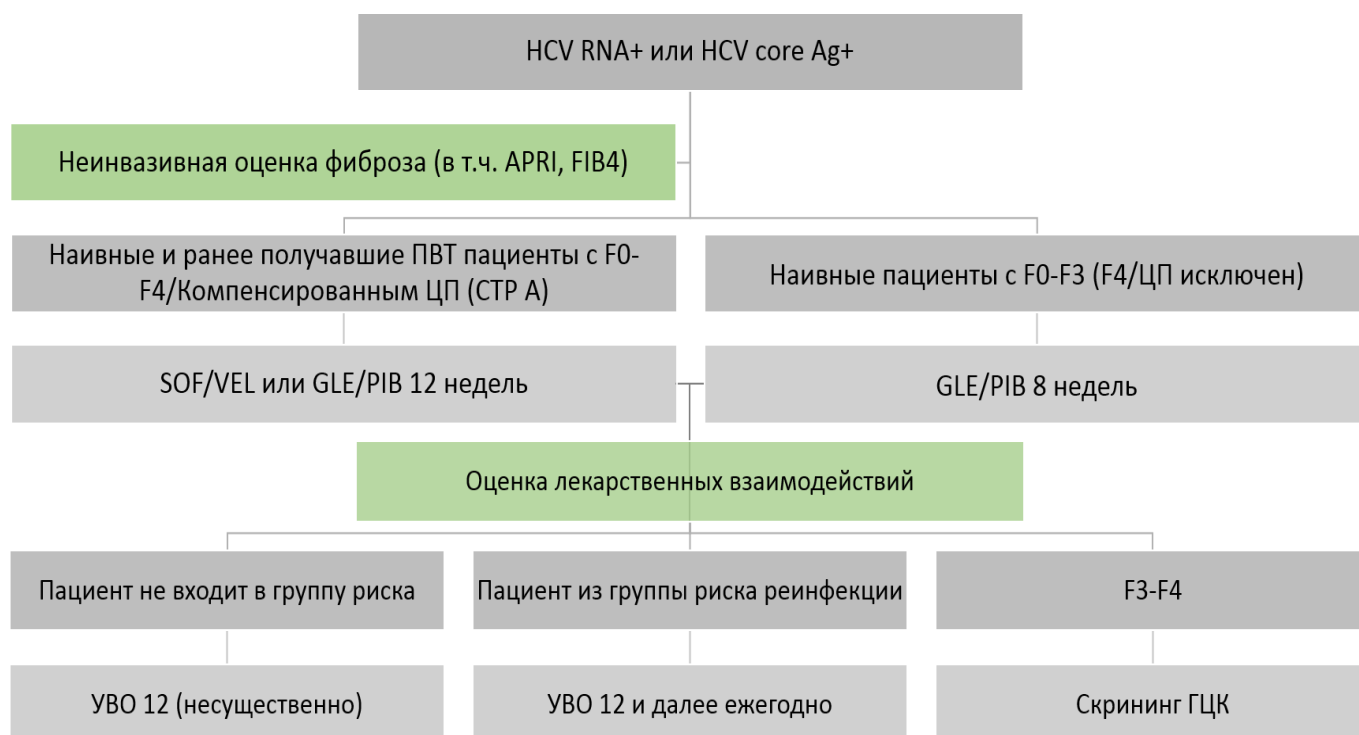 HCV RNA+ или HCV core Ag+
Неинвазивная оценка фиброза (в т.ч. APRI, FIB4)
Наивные и ранее получавшие ПВТ пациенты с F0-
F4/Компенсированным ЦП (СТР А)
Наивные пациенты с F0-F3 (F4/ЦП исключен)
SOF/VEL или GLE/PIB 12 недель
GLE/PIB 8 недель
Оценка лекарственных взаимодействий
Пациент не входит в группу риска
Пациент из группы риска реинфекции
F3-F4
УВО 12 (несущественно)
УВО 12 и далее ежегодно
Скрининг ГЦК